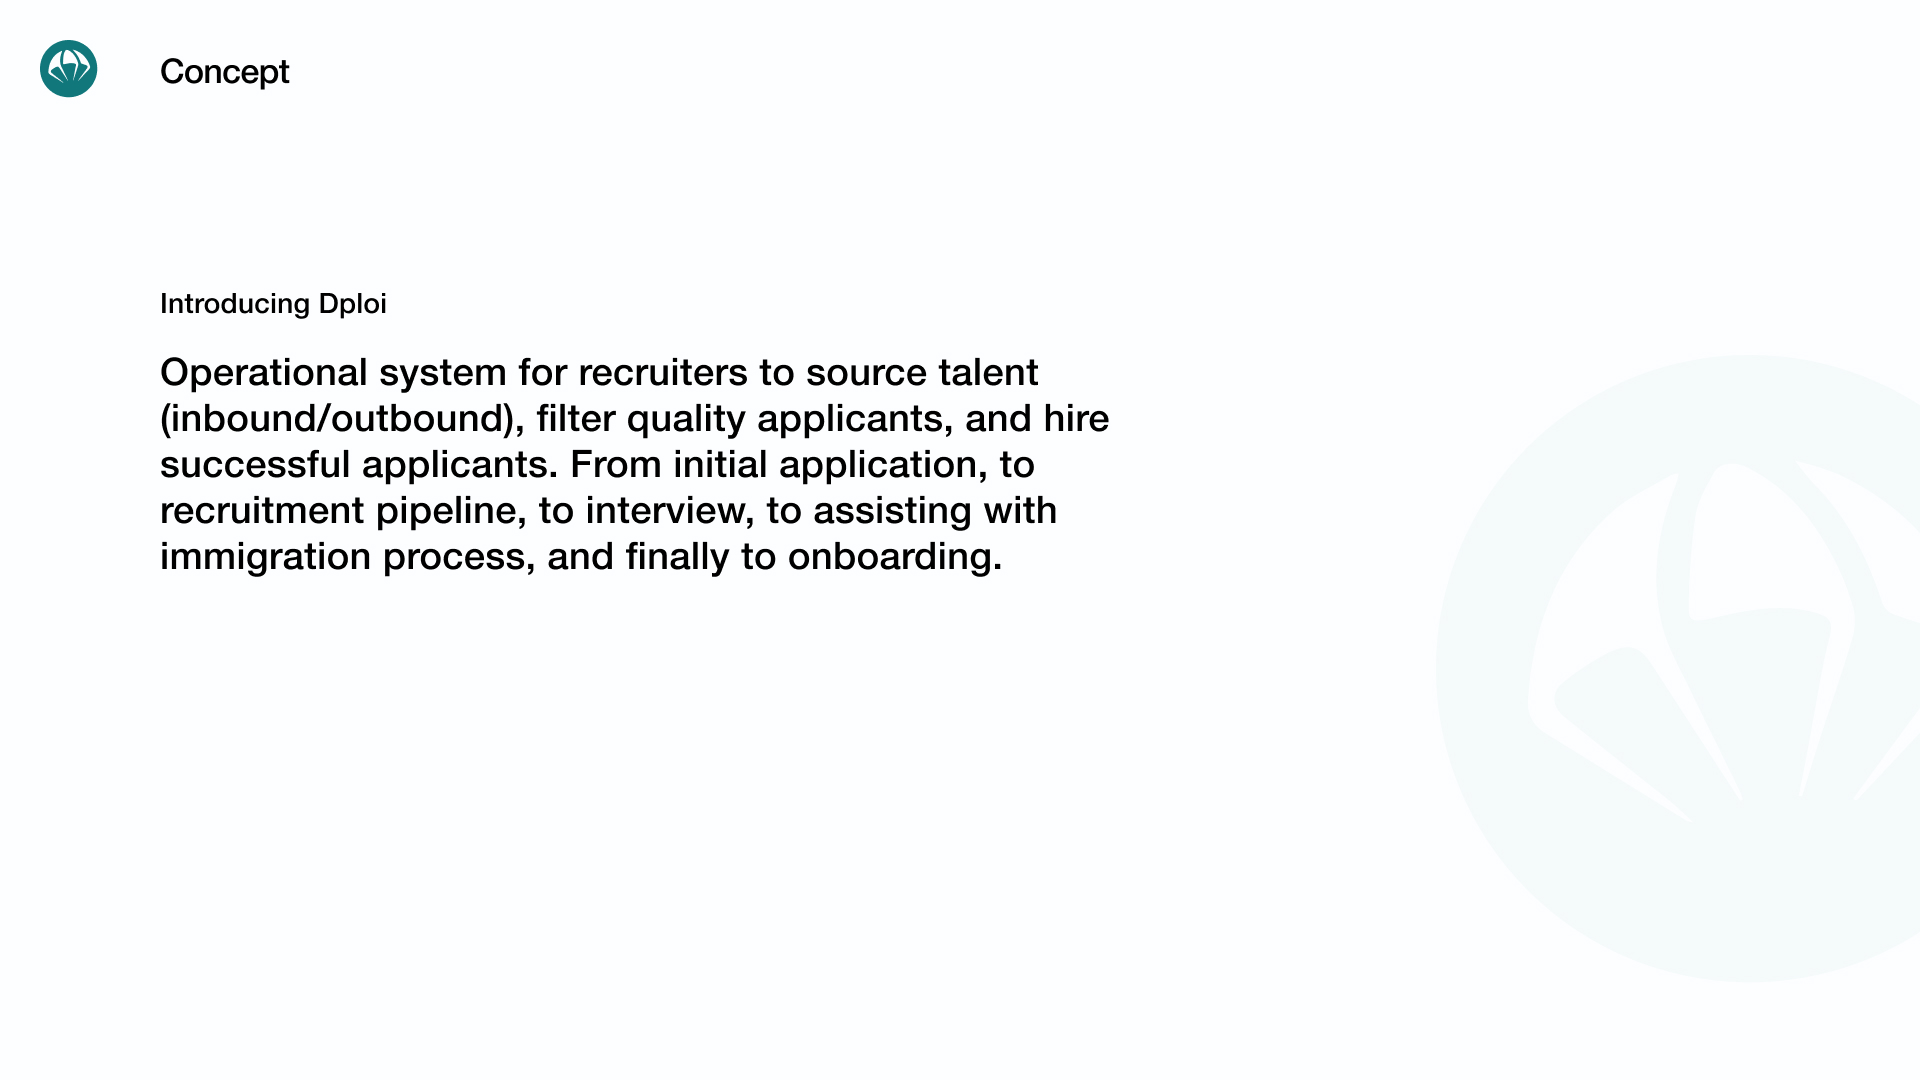 Concept
Introducing Dploi
Operational system for recruiters to source talent
(inbound/outbound), filter quality applicants, and hire
successful applicants. From initial application, to
recruitment pipeline, to interview, to assisting with
immigration process, and finally to onboarding.